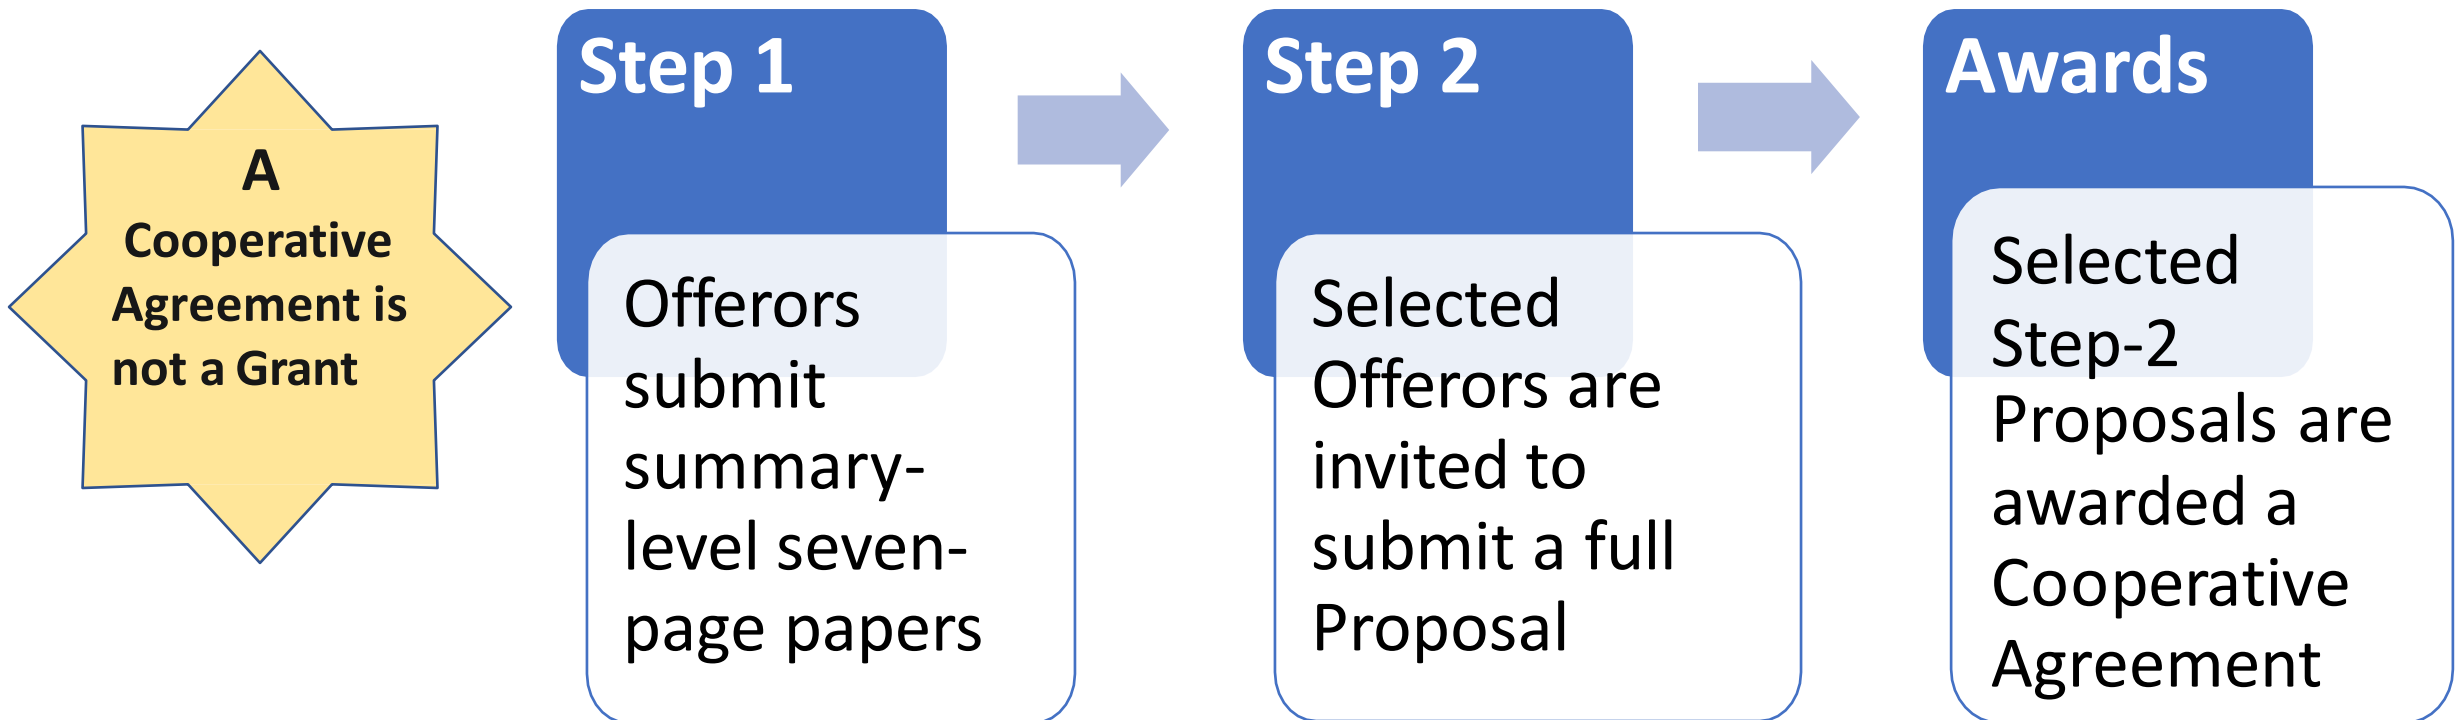 A
Cooperative
Agreement is
not a Grant
Step 1
Offerors
submit
summary-
level seven-
page papers
Step 2
Selected
Offerors are
invited to
submit a full
Proposal
Awards
Selected
Step-2
Proposals are
awarded a
Cooperative
Agreement